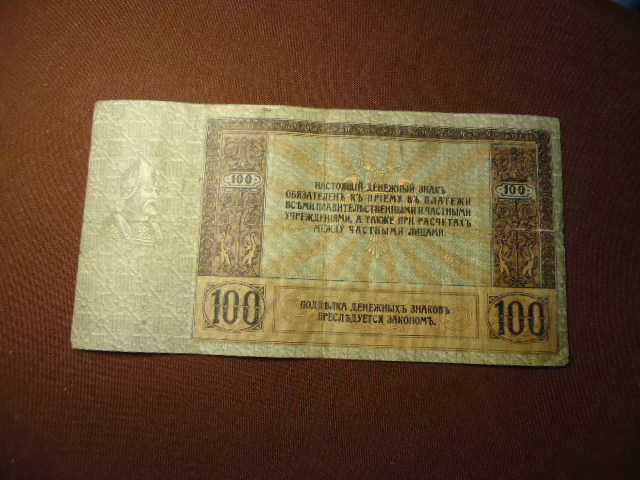 100
100
НАСТОЯЩІЙ ДЕНЕЖНЫЙ ЗНАКЪ
ОБЯЗАТЕЛЕНЪ КЪ ПРІЕМУ ВЪ ПЛАТЕЖИ
ВСѢМИ ПРАВИТЕЛЬСТВЕННЫМИ И ЧАСТНЫМИ
УЧРЕЖДЕНІЯМИ, А ТАКЖЕ ПРИ РАСЧЕТАХЪ
МЕЖДУ ЧАСТНЫМИ ЛИЦАМИ.
100
ПОДДѢЛКА ДЕНЕЖНЫХЪ ЗНАКОВЪ
ПРЕСЛѢДУЕТСЯ ЗАКОНОМЪ.
100